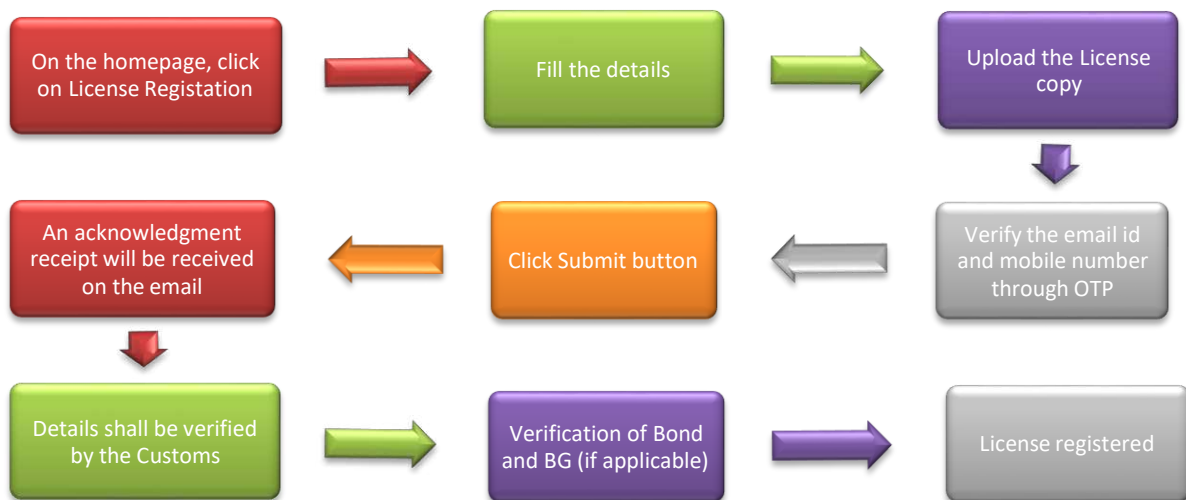 On the homepage, click
on License Registation
Fill the details
Upload the License
copy
Verify the email id
and mobile number
through OTP
Click Submit button
An acknowledgment
receipt will be received
on the email
Details shall be verified
by the Customs
Verification of Bond
and BG (if applicable)
License registered